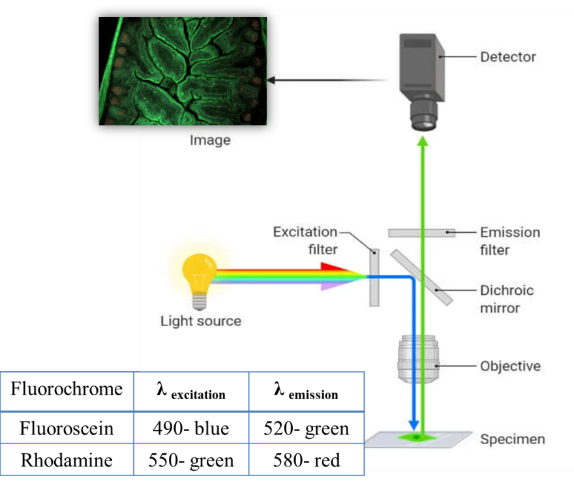 Detector
Image
Excitation
filter
Emission
filter
Dichroic
mirror
Light source
Objective
Specimen
Fluorochrome λ excitation λ emission
Fluoroscein 490- blue 520- green
Rhodamine 550- green 580- red